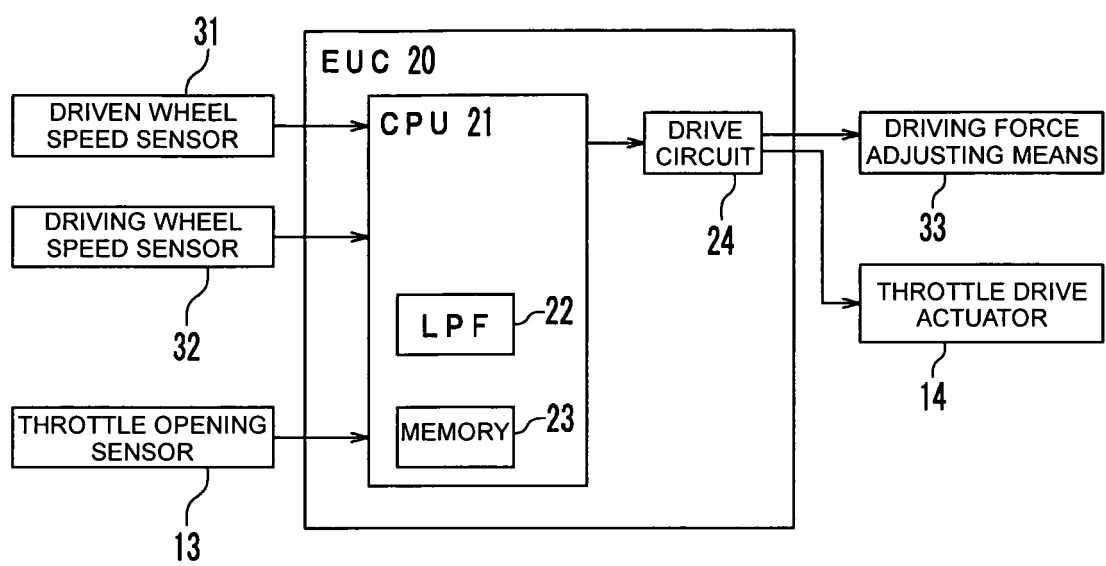 31
EUC 20
DRIVEN WHEEL
SPEED SENSOR
CPU 21
DRIVE
CIRCUIT
24
DRIVING FORCE
ADJUSTING MEANS
33
DRIVING WHEEL
SPEED SENSOR
32
LPF
22
THROTTLE DRIVE
ACTUATOR
14
THROTTLE OPENING
SENSOR
13
MEMORY
23